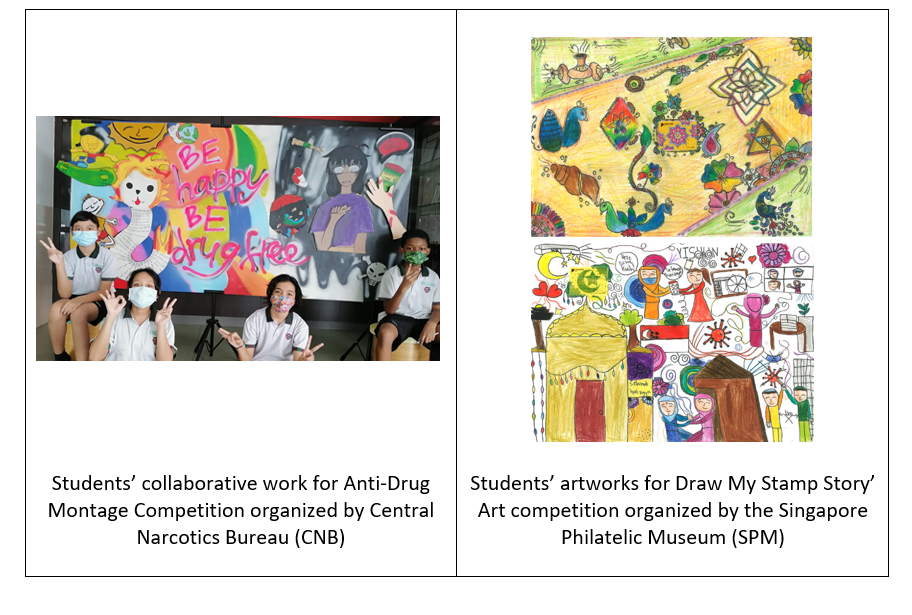 BE
happy
BE
drug free
YISHUN
Students’ collaborative work for Anti-Drug
Montage Competition organized by Central
Narcotics Bureau (CNB)
Students’ artworks for Draw My Stamp Story’
Art competition organized by the Singapore
Philatelic Museum (SPM)